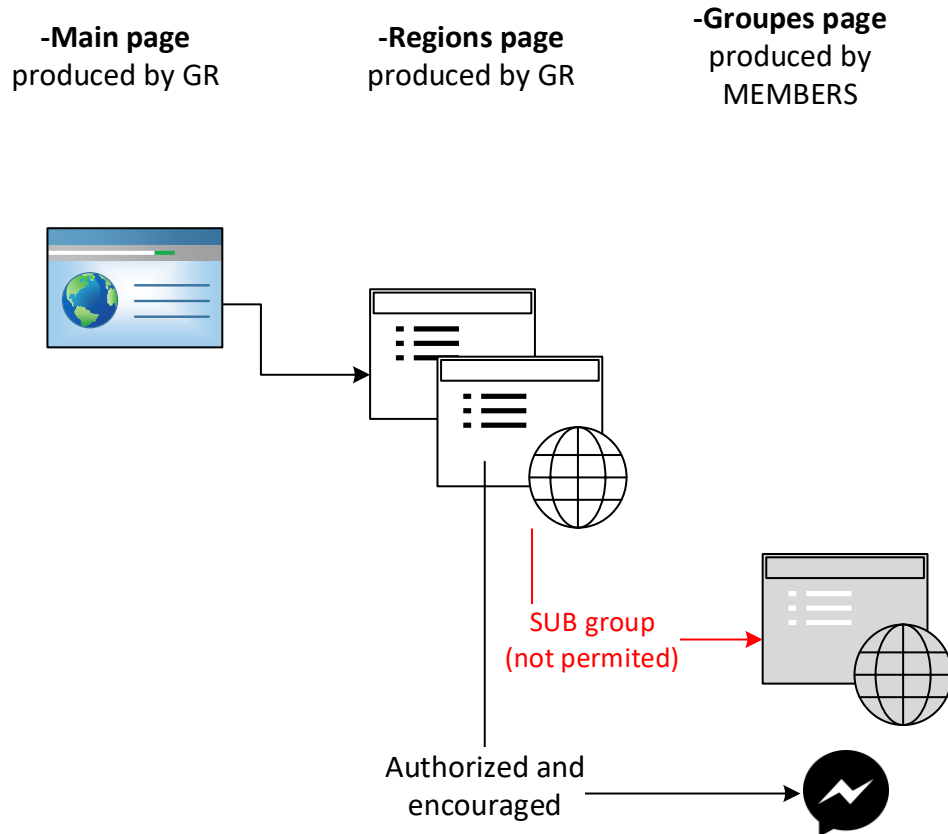 -Main page
produced by GR
-Regions page
produced by GR
-Groupes page
produced by
MEMBERS
SUB group
(not permited)
Authorized and
encouraged